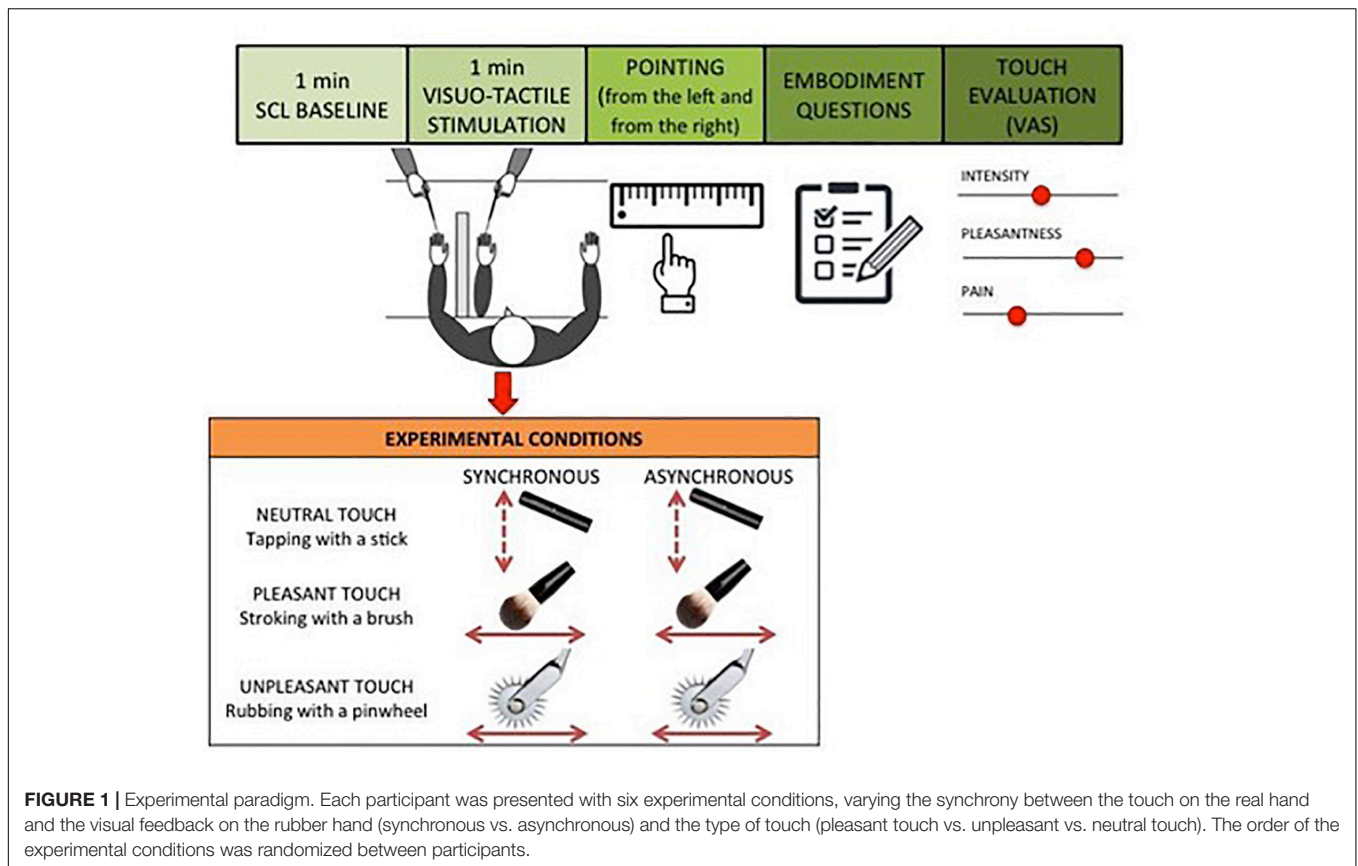 1 min
SCL BASELINE
1 min
VISUO-TACTILE
STIMULATION
POINTING
(from the left and
from the right)
EMBODIMENT
QUESTIONS
TOUCH
EVALUATION
(VAS)
INTENSITY
PLEASANTNESS
PAIN
EXPERIMENTAL CONDITIONS
SYNCHRONOUS
ASYNCHRONOUS
NEUTRAL TOUCH
Tapping with a stick
PLEASANT TOUCH
Stroking with a brush
UNPLEASANT TOUCH
Rubbing with a pinwheel
FIGURE 1 | Experimental paradigm. Each participant was presented with six experimental conditions, varying the synchrony between the touch on the real hand
and the visual feedback on the rubber hand (synchronous vs. asynchronous) and the type of touch (pleasant touch vs. unpleasant vs. neutral touch). The order of the
experimental conditions was randomized between participants.